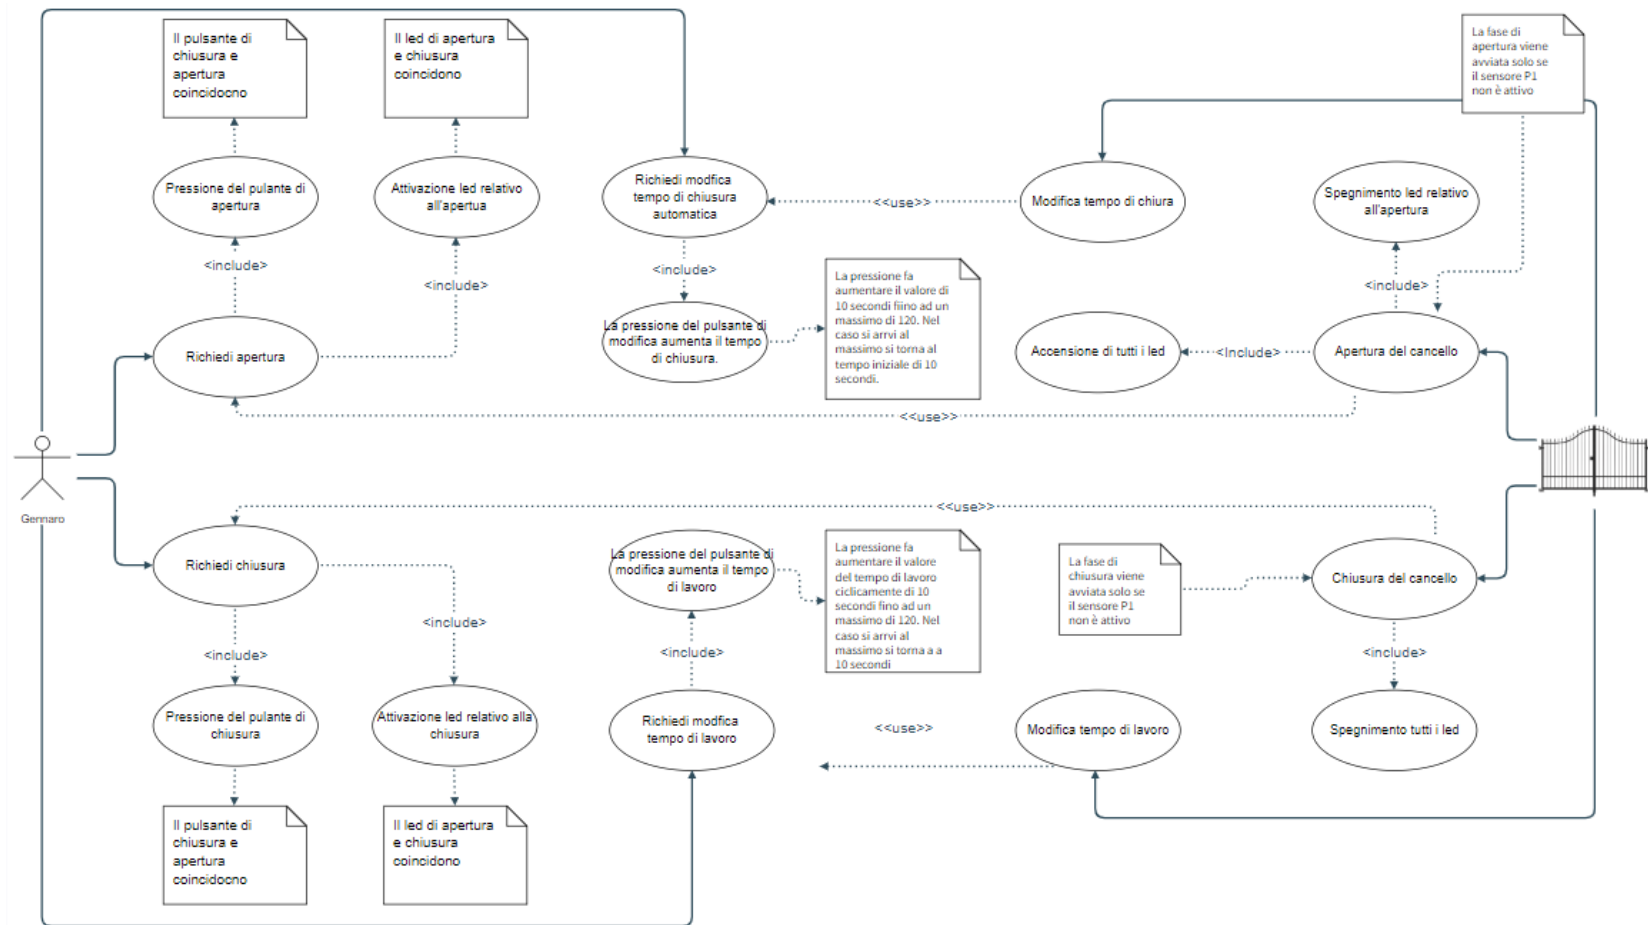 Il pulsante di
chiusura e
apertura
coincidocno
Il led di apertura
e chiusura
coincidono
La fase di
apertura viene
avviata solo se
il sensore P1
non è attivo
Pressione del pulante di
apertura
Attivazione led relativo
all'apertua
Richiedi modfica
tempo di chiusura
automatica
<<use>>
Modifica tempo di chiura
Spegnimento led relativo
all'apertura
<include>
<include>
<include>
<include>
La pressione fa
aumentare il valore di
10 secondi fiino ad un
massimo di 120. Nel
caso si arrivi al
massimo si torna al
tempo iniziale di 10
secondi.
Richiedi apertura
La pressione del pulsante di
modifica aumenta il tempo
di chiusura.
Accensione di tutti i led
<Include>
Apertura del cancello
<<use>>
Gennaro
<<use>>
Richiedi chiusura
La pressione del pulsante di
modifica aumenta il tempo
di lavoro
La pressione fa
aumentare il valore
del tempo di lavoro
ciclicamente di 10
secondi fino ad un
massimo di 120. Nel
caso si arrvi al
massimo si torna a a
10 secondi
La fase di
chiusura viene
avviata solo se
il sensore P1
non è attivo
Chiusura del cancello
<include>
<include>
<include>
<include>
Pressione del pulante di
chiusura
Attivazione led relativo alla
chiusura
Richiedi modfica
tempo di lavoro
<<use>>
Modifica tempo di lavoro
Spegnimento tutti i led
Il pulsante di
chiusura e
apertura
coincidocno
Il led di apertura
e chiusura
coincidono